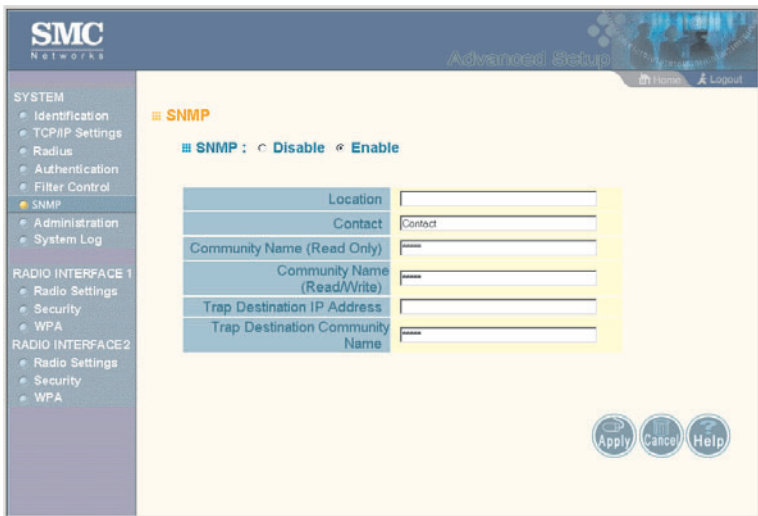 SMC
Networks
Advanced Setup
Home Logout
SYSTEM
Identification
TCP/IP Settings
Radius
Authentication
Filter Control
SNMP
Administration
System Log
RADIO INTERFACE 1
Radio Settings
Security
WPA
RADIO INTERFACE2
Radio Settings
Security
WPA
SNMP
SNMP : Disable Enable
Location
Contact Contact
Community Name (Read Only) *****
Community Name
(Read/Write) *****
Trap Destination IP Address
Trap Destination Community
Name *****
Apply Cancel Help